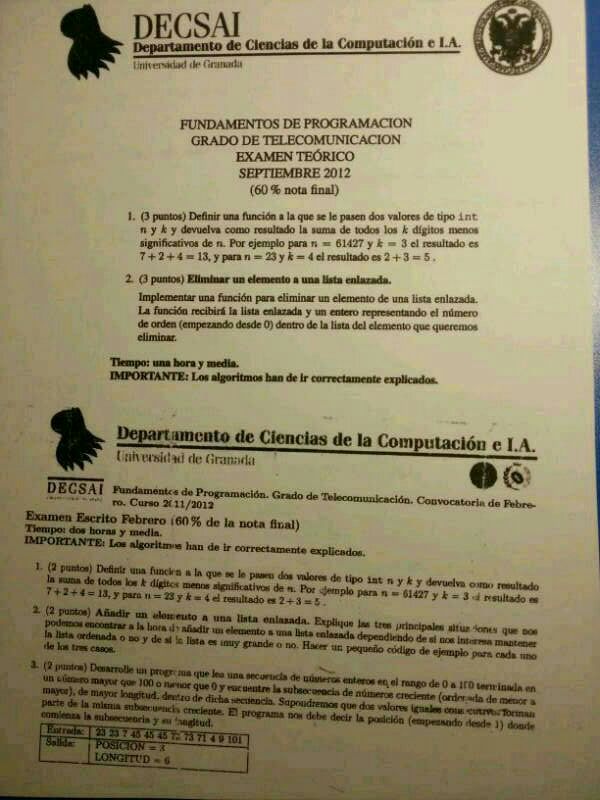 DECSAI
Departamento de Ciencias de la Computación e I.A.
Universidad de Granada
FUNDAMENTOS DE PROGRAMACION
GRADO DE TELECOMUNICACION
EXAMEN TEÓRICO
SEPTIEMBRE 2012
(60 % nota final)
1. (3 puntos) Definir una función a la que se le pasen dos valores de tipo int
n y k y devuelva como resultado la suma de todos los k dígitos menos
significativos de n. Por ejemplo para n = 61427 y k = 3 el resultado es
7 + 2 + 4 = 13, y para n = 23 y k = 4 el resultado es 2 + 3 = 5 .
2. (3 puntos) Eliminar un elemento a una lista enlazada.
Implementar una función para eliminar un elemento de una lista enlazada.
La función recibirá la lista enlazada y un entero representando el número
de orden (empezando desde 0) dentro de la lista del elemento que queremos
eliminar.
Tiempo: una hora y media.
IMPORTANTE: Los algoritmos han de ir correctamente explicados.
Departamento de Ciencias de la Computación e I.A.
Universidad de Granada
DECSAI
Fundamentos de Programación. Grado de Telecomunicación. Convocatoria de Febre-
ro. Curso 2011/2012
Examen Escrito Febrero (60 % de la nota final)
Tiempo: dos horas y media.
IMPORTANTE: Los algoritmos han de ir correctamente explicados.
1. (2 puntos) Definir una función a la que se le pasen dos valores de tipo int n y k y devuelva como resultado
la suma de todos los k dígitos menos significativos de n. Por ejemplo para n = 61427 y k = 3 el resultado es
7 + 2 + 4 = 13, y para n = 23 y k = 4 el resultado es 2 + 3 = 5 .
2. (2 puntos) Añadir un elemento a una lista enlazada. Explique las tres principales situaciones que nos
podemos encontrar a la hora de añadir un elemento a una lista enlazada dependiendo de si nos interesa mantener
la lista ordenada o no y de si la lista es muy grande o no. Hacer un pequeño código de ejemplo para cada uno
de los tres casos.
3. (2 puntos) Desarrolle un programa que lea una secuencia de números enteros en el rango de 0 a 100 terminada en
un número mayor que 100 o menor que 0 y encuentre la subsecuencia de números creciente (ordenada de menor a
mayor), de mayor longitud, dentro de dicha secuencia. Supondremos que dos valores iguales consecutivos forman
parte de la misma subsecuencia creciente. El programa nos debe decir la posición (empezando desde 1) donde
comienza la subsecuencia y su longitud.
Entrada: 23 23 7 45 45 45 73 73 71 4 9 101
Salida: POSICION = 3
LONGITUD = 6